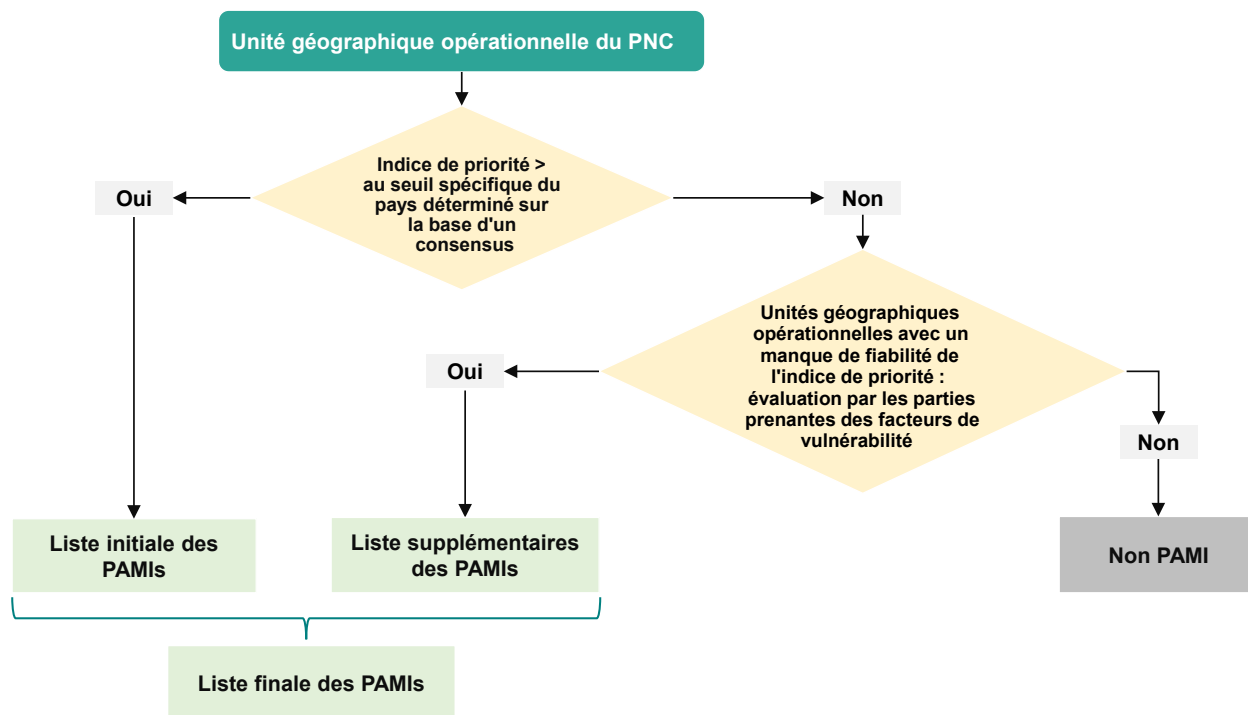 Unité géographique opérationnelle du PNC
Indice de priorité >
au seuil spécifique du
pays déterminé sur
la base d'un
consensus
Oui
Non
Unités géographiques
opérationnelles avec un
manque de fiabilité de
l'indice de priorité :
évaluation par les parties
prenantes des facteurs de
vulnérabilité
Oui
Non
Liste initiale des
PAMIs
Liste supplémentaires
des PAMIs
Non PAMI
Liste finale des PAMIs